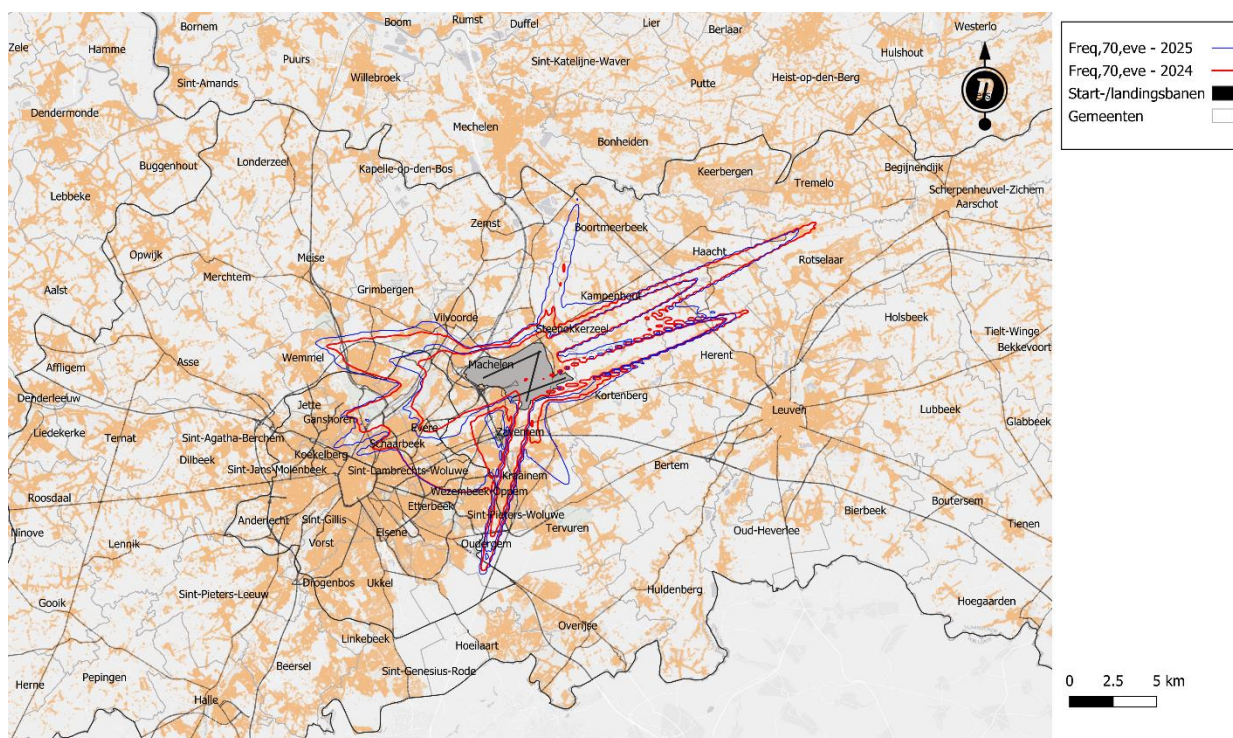 Bornem
Boom
Rumst
Duffel
Lier
Berlaar
Westerlo
Zele
Hamme
Puurs
Hulshout
Sint-Amands
Willebroek
Sint-Katelijne-Waver
Putte
Heist-op-den-Berg
Dendermonde
Mechelen
Bonheiden
Buggenhout
Londerzeel
Kapelle-op-den-Bos
Keerbergen
Tremelo
Begijnendijk
Lebbeke
Scherpenheuvel-Zichem
Aarschot
Zemst
Boortmeerbeek
Opwijk
Meise
Haacht
Rotselaar
Merchtem
Aalst
Grimbergen
Kampenhout
Vilvoorde
Steenokkerzeel
Holsbeek
Tielt-Winge
Bekkevoort
Affligem
Asse
Wemmel
Machelen
Herent
Denderleeuw
Jette
Ganshoren
Kortenberg
Leuven
Lubbeek
Glabbeek
Liedekerke
Ternat
Sint-Agatha-Berchem
Evere
Schaarbeek
Zaventem
Dilbeek
Koekelberg
Sint-Jans-Molenbeek
Sint-Lambrechts-Woluwe
Kraainem
Bertem
Roosdaal
Wezembeek-Oppem
Etterbeek
Boutersem
Anderlecht
Sint-Gillis
Sint-Pieters-Woluwe
Tervuren
Bierbeek
Tienen
Ninove
Lennik
Vorst
Elsene
Oudergem
Oud-Heverlee
Drogenbos
Ukkel
Sint-Pieters-Leeuw
Huldenberg
Hoegaarden
Gooik
Linkebeek
Overijse
Hoeilaart
Beersel
Sint-Genesius-Rode
Herne
Pepingen
Halle
Freq,70,eve - 2025
Freq,70,eve - 2024
Start-/landingsbanen
Gemeenten
0 2.5 5 km